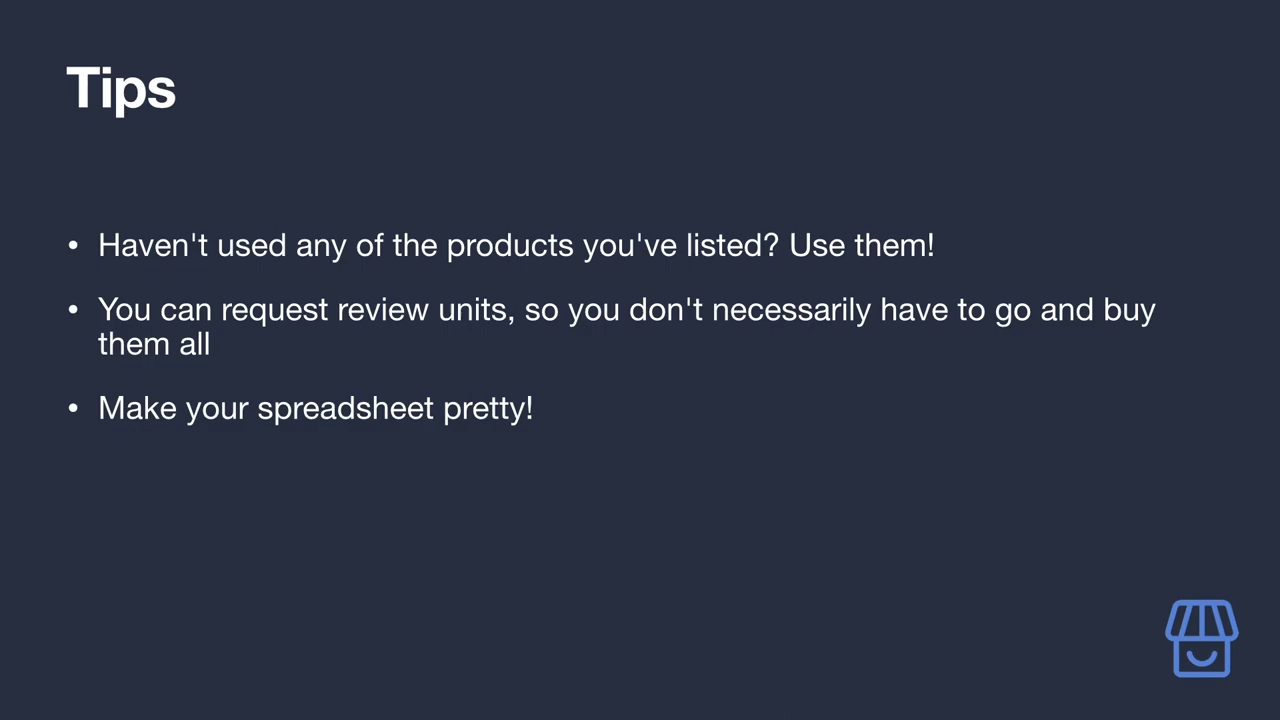 Tips
• Haven't used any of the products you've listed? Use them!
• You can request review units, so you don't necessarily have to go and buy
them all
• Make your spreadsheet pretty!